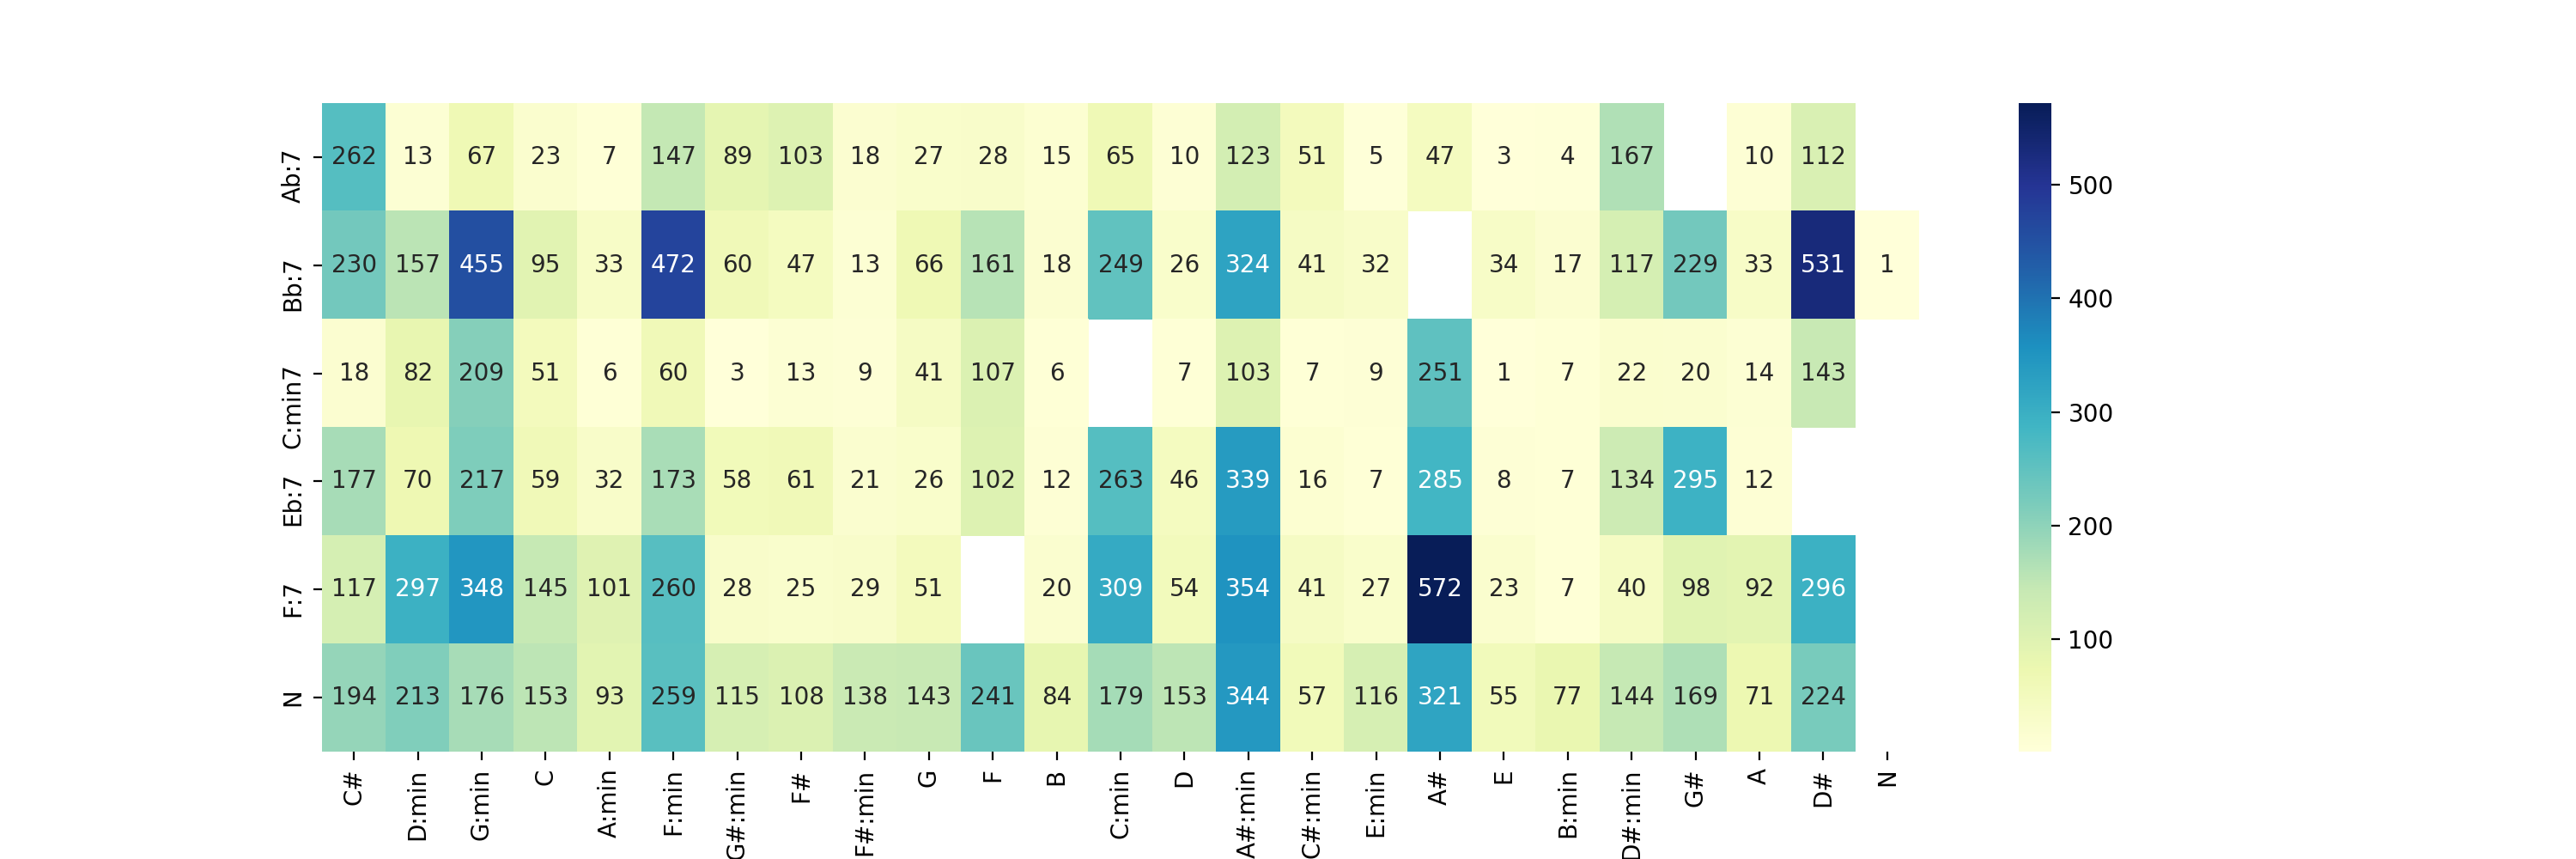 Ab:7 262 13 67 23 7 147 89 103 18 27 28 15 65 10 123 51 5 47 3 4 167 10 112
Bb:7 230 157 455 95 33 472 60 47 13 66 161 18 249 26 324 41 32 34 17 117 229 33 531 1
C:min7 18 82 209 51 6 60 3 13 9 41 107 6 7 103 7 9 251 1 7 22 20 14 143
Eb:7 177 70 217 59 32 173 58 61 21 26 102 12 263 46 339 16 7 285 8 7 134 295 12
F:7 117 297 348 145 101 260 28 25 29 51 20 309 54 354 41 27 572 23 7 40 98 92 296
N 194 213 176 153 93 259 115 108 138 143 241 84 179 153 344 57 116 321 55 77 144 169 71 224
C# D:min G:min C A:min F:min G#:min F# F#:min G F B C:min D A#:min C#:min E:min A# E B:min D#:min G# A D# N
500
400
300
200
100